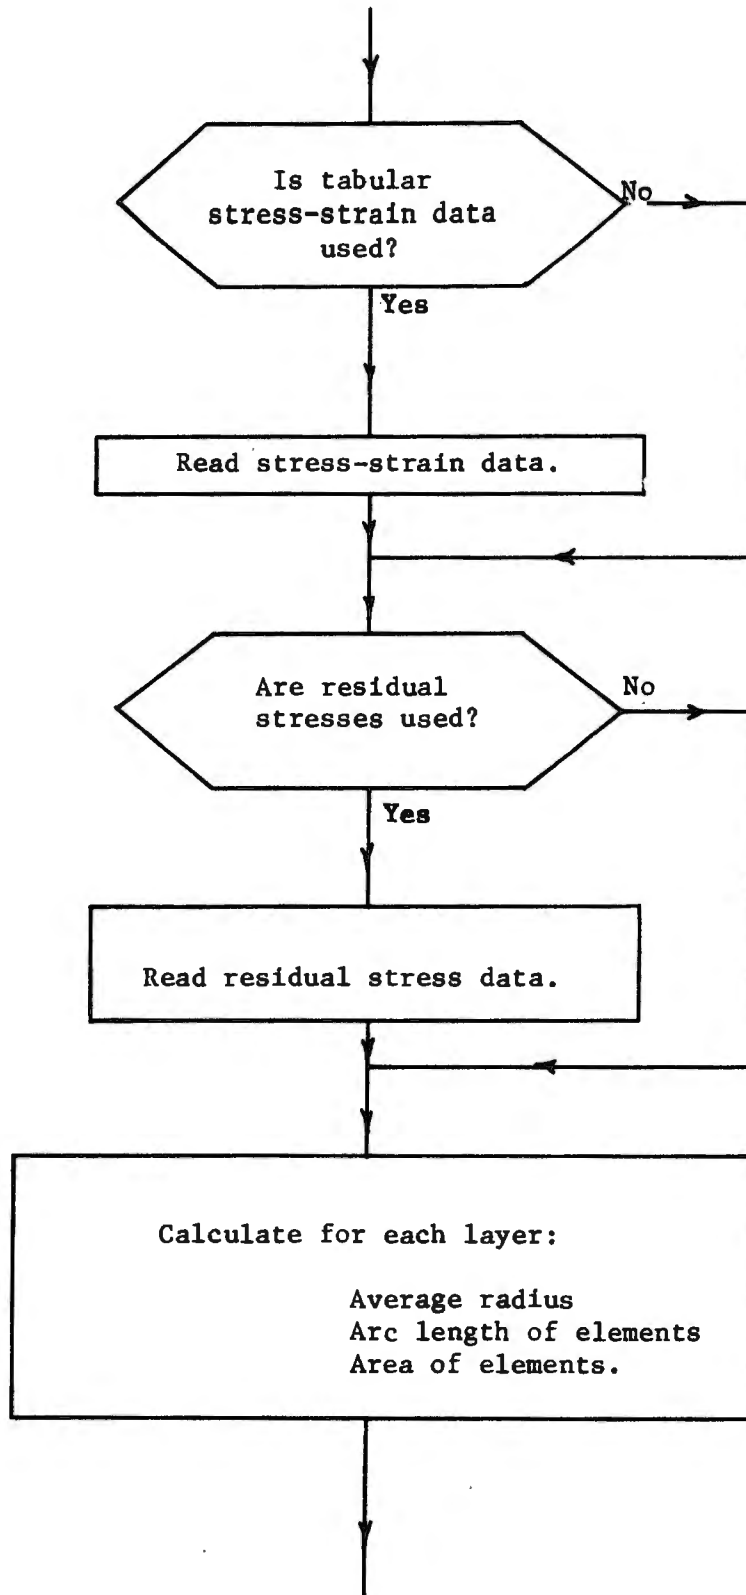 Is tabular
stress-strain data
used?
No
Yes
Read stress-strain data.
Are residual
stresses used?
No
Yes
Read residual stress data.
Calculate for each layer:
Average radius
Arc length of elements
Area of elements.